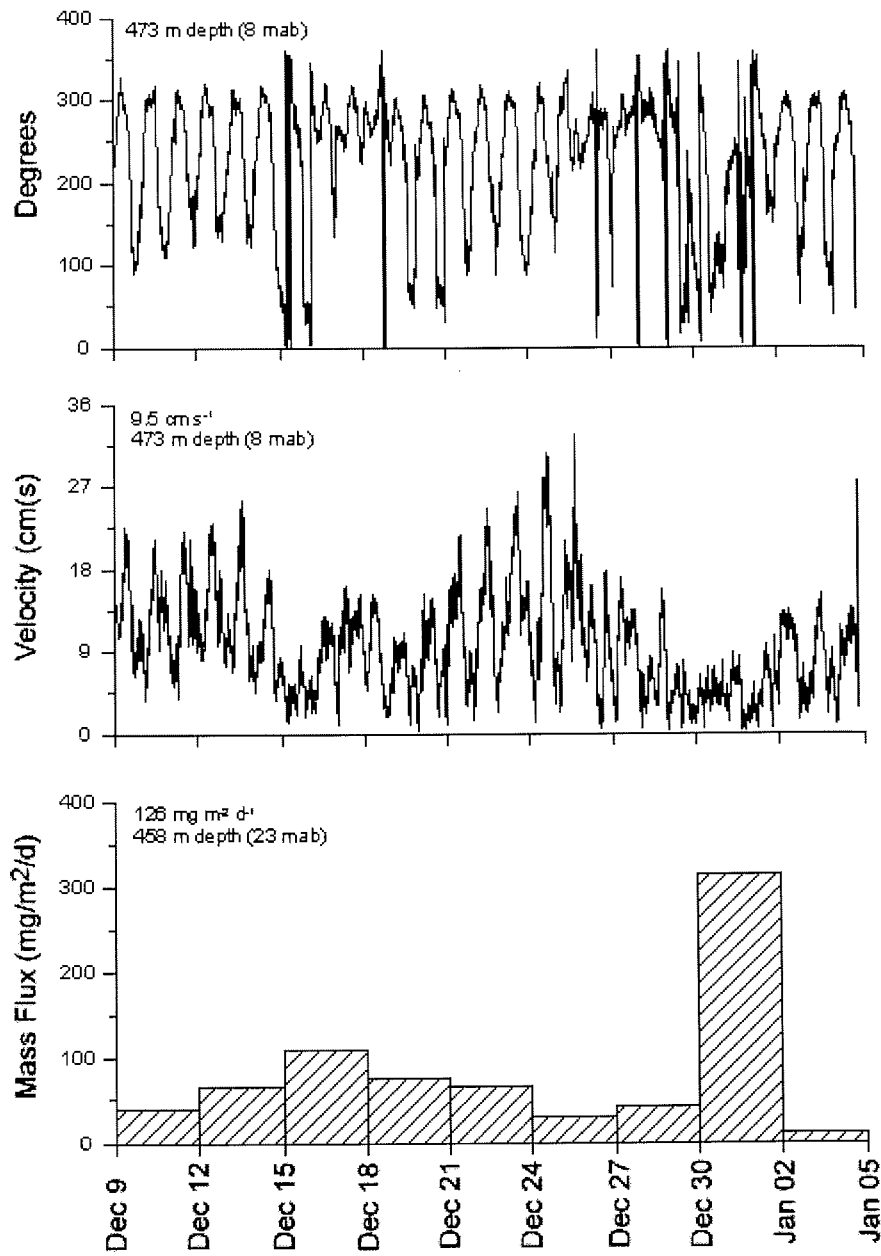 473 m depth (8 mab)
Degrees
400
300
200
100
0
9.5 cm s⁻¹
473 m depth (8 mab)
Velocity (cm(s)
36
27
18
9
0
126 mg m² d⁻¹
458 m depth (23 mab)
Mass Flux (mg/m²/d)
400
300
200
100
0
Dec 9
Dec 12
Dec 15
Dec 18
Dec 21
Dec 24
Dec 27
Dec 30
Jan 02
Jan 05